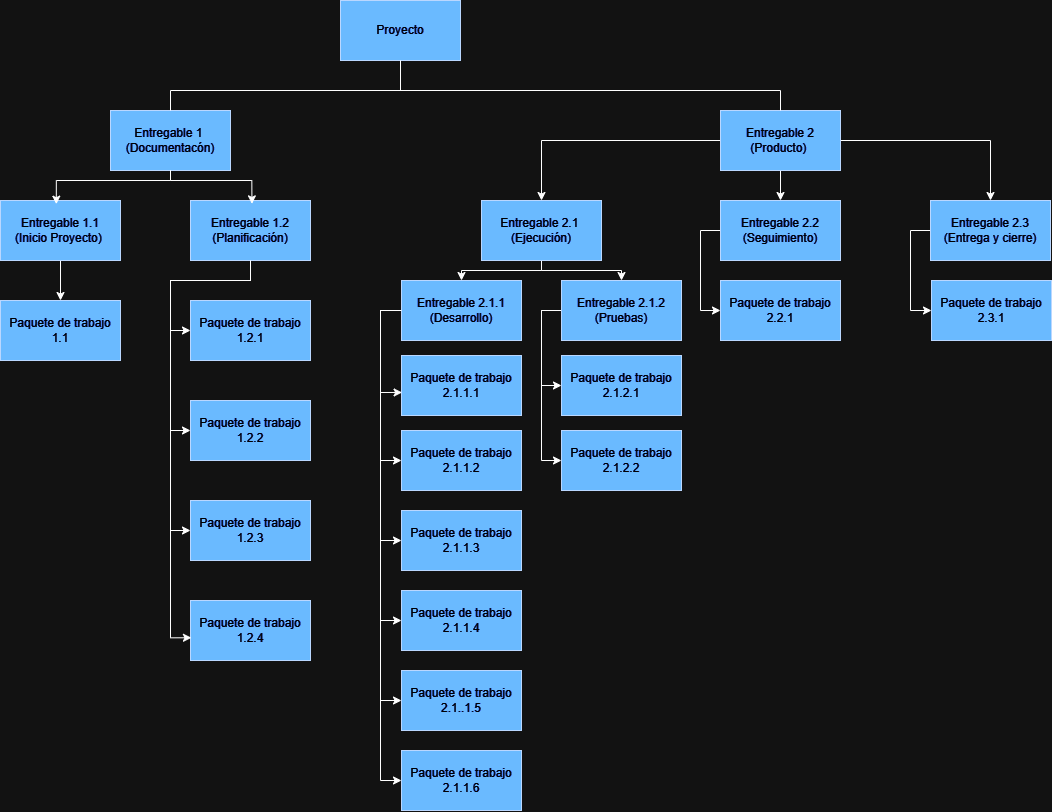 Proyecto
Entregable 1
(Documentacón)
Entregable 2
(Producto)
Entregable 1.1
(Inicio Proyecto)
Entregable 1.2
(Planificación)
Entregable 2.1
(Ejecución)
Entregable 2.2
(Seguimiento)
Entregable 2.3
(Entrega y cierre)
Paquete de trabajo
1.1
Paquete de trabajo
1.2.1
Paquete de trabajo
1.2.2
Paquete de trabajo
1.2.3
Paquete de trabajo
1.2.4
Entregable 2.1.1
(Desarrollo)
Paquete de trabajo
2.1.1.1
Paquete de trabajo
2.1.1.2
Paquete de trabajo
2.1.1.3
Paquete de trabajo
2.1.1.4
Paquete de trabajo
2.1..1.5
Paquete de trabajo
2.1.1.6
Entregable 2.1.2
(Pruebas)
Paquete de trabajo
2.1.2.1
Paquete de trabajo
2.1.2.2
Paquete de trabajo
2.2.1
Paquete de trabajo
2.3.1